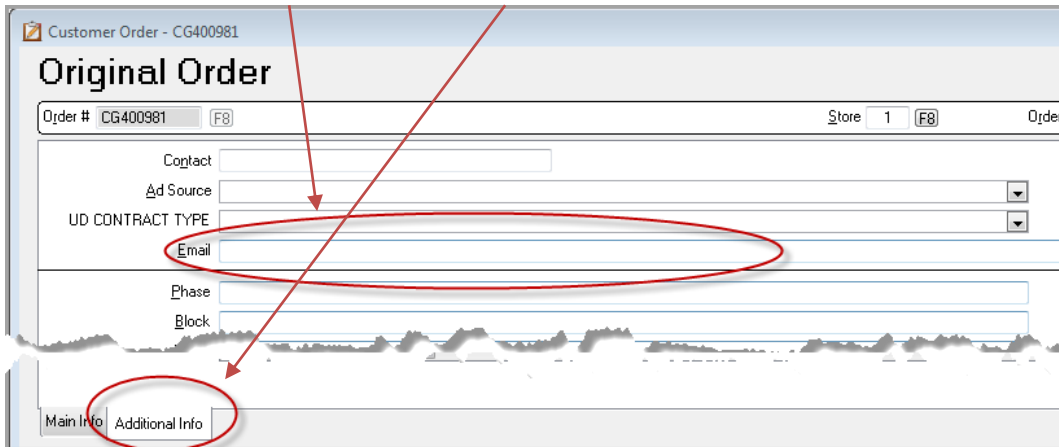 Customer Order - CG400981
Original Order
Order # CG400981 F8 Store 1 F8 Order
Contact
Ad Source
UD CONTRACT TYPE
Email
Phase
Block
Main Info Additional Info